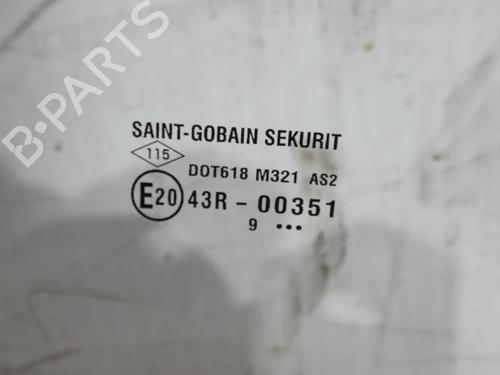 B-PARTS
SAINT-GOBAIN SEKURIT
115
DOT618 M321 AS2
E20 43R - 00351
9 •••